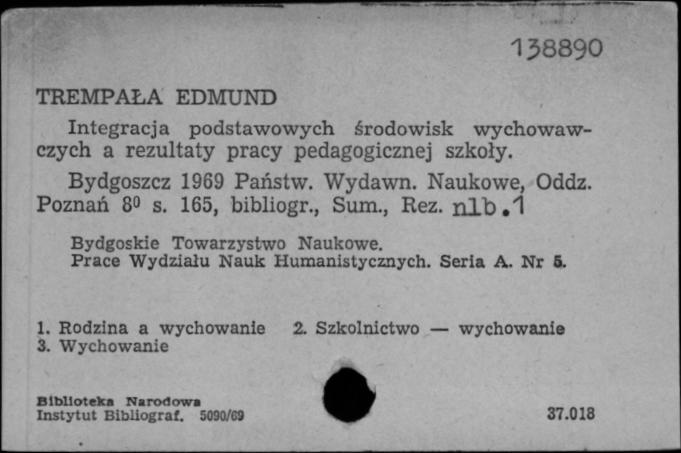 138890
TREMPAŁA EDMUND
Integracja podstawowych środowisk wychowaw-
czych a rezultaty pracy pedagogicznej szkoły.
Bydgoszcz 1969 Państw. Wydawn. Naukowe, Oddz.
Poznań 8⁰ s. 165, bibliogr., Sum., Rez. nlb.1
Bydgoskie Towarzystwo Naukowe.
Prace Wydziału Nauk Humanistycznych. Seria A. Nr 5.
1. Rodzina a wychowanie 2. Szkolnictwo — wychowanie
3. Wychowanie
Biblioteka Narodowa
Instytut Bibliograf. 5090/69 37.018